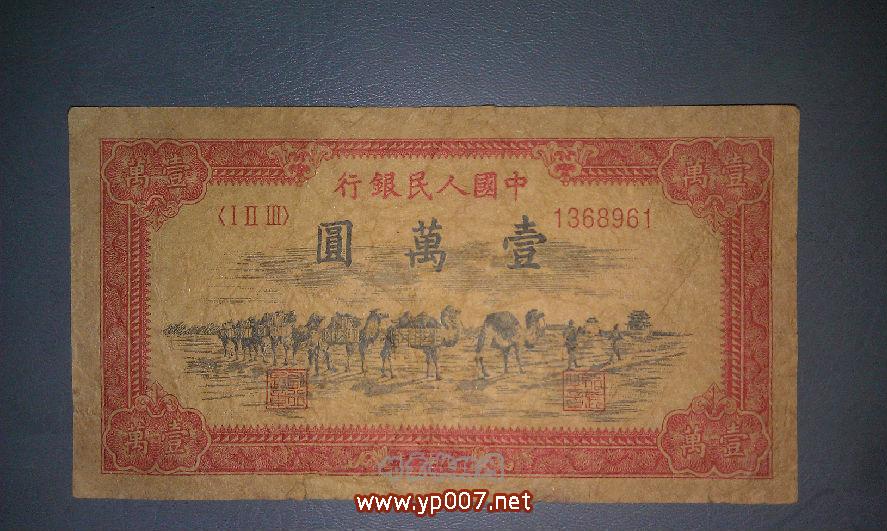 萬壹
萬壹
行銀民人國中
〈I II III〉
1368961
圓萬壹
萬壹
萬壹
www.yp007.net